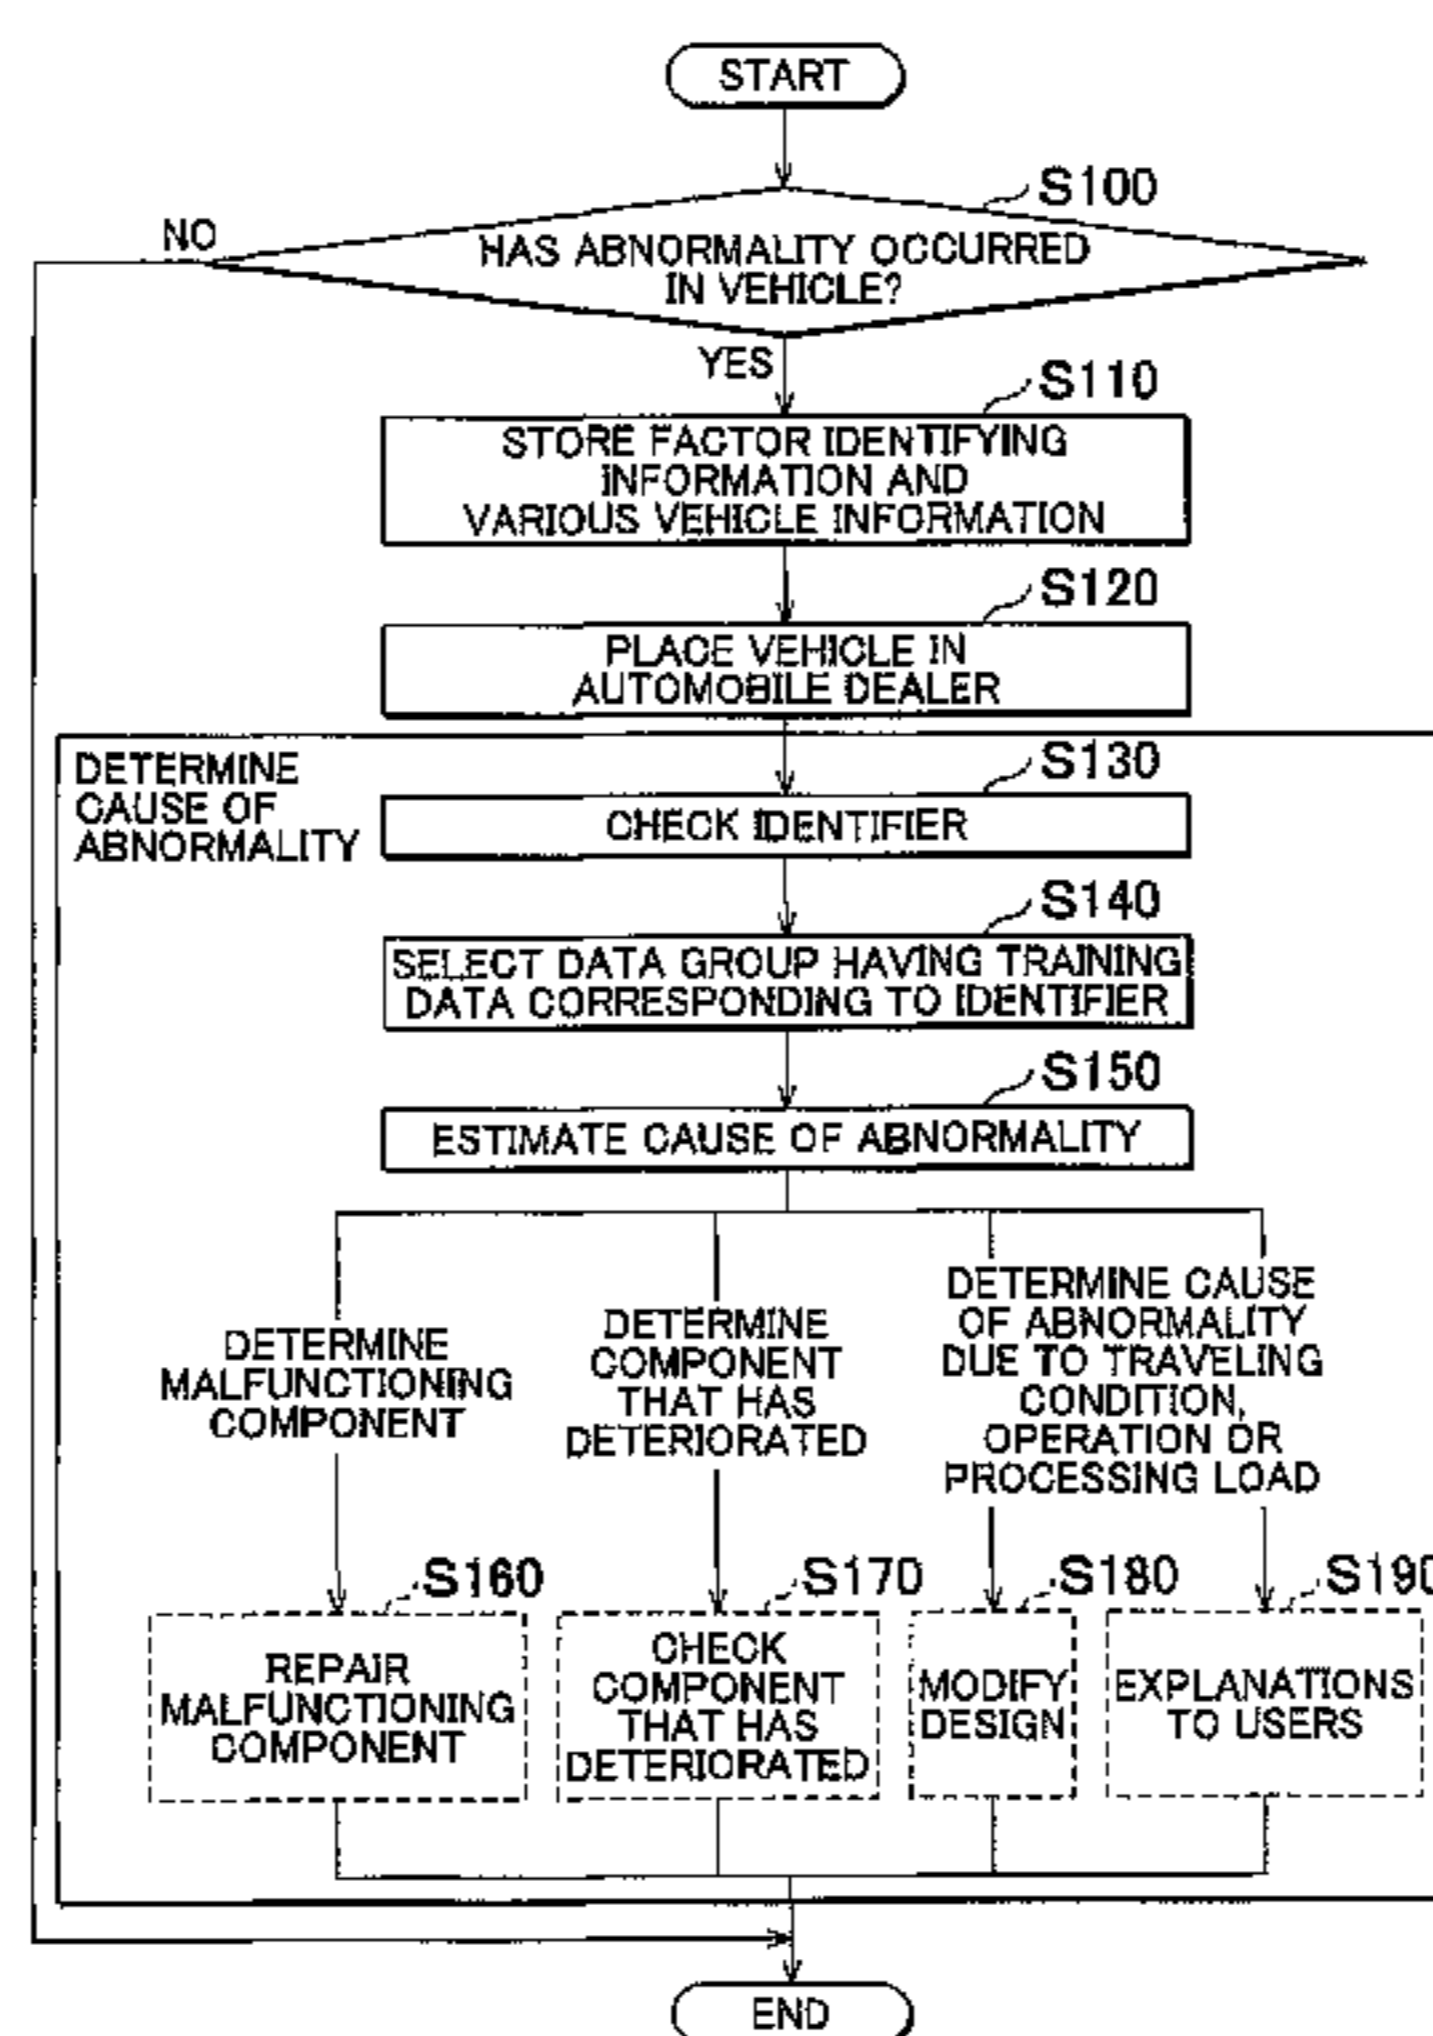 START
S100
NO
HAS ABNORMALITY OCCURRED
IN VEHICLE?
YES
S110
STORE FACTOR IDENTIFYING
INFORMATION AND
VARIOUS VEHICLE INFORMATION
S120
PLACE VEHICLE IN
AUTOMOBILE DEALER
DETERMINE
CAUSE OF
ABNORMALITY
S130
CHECK IDENTIFIER
S140
SELECT DATA GROUP HAVING TRAINING
DATA CORRESPONDING TO IDENTIFIER
S150
ESTIMATE CAUSE OF ABNORMALITY
DETERMINE
MALFUNCTIONING
COMPONENT
DETERMINE
COMPONENT
THAT HAS
DETERIORATED
DETERMINE CAUSE
OF ABNORMALITY
DUE TO TRAVELING
CONDITION,
OPERATION OR
PROCESSING LOAD
S160
REPAIR
MALFUNCTIONING
COMPONENT
S170
CHECK
COMPONENT
THAT HAS
DETERIORATED
S180
MODIFY
DESIGN
S190
EXPLANATIONS
TO USERS
END